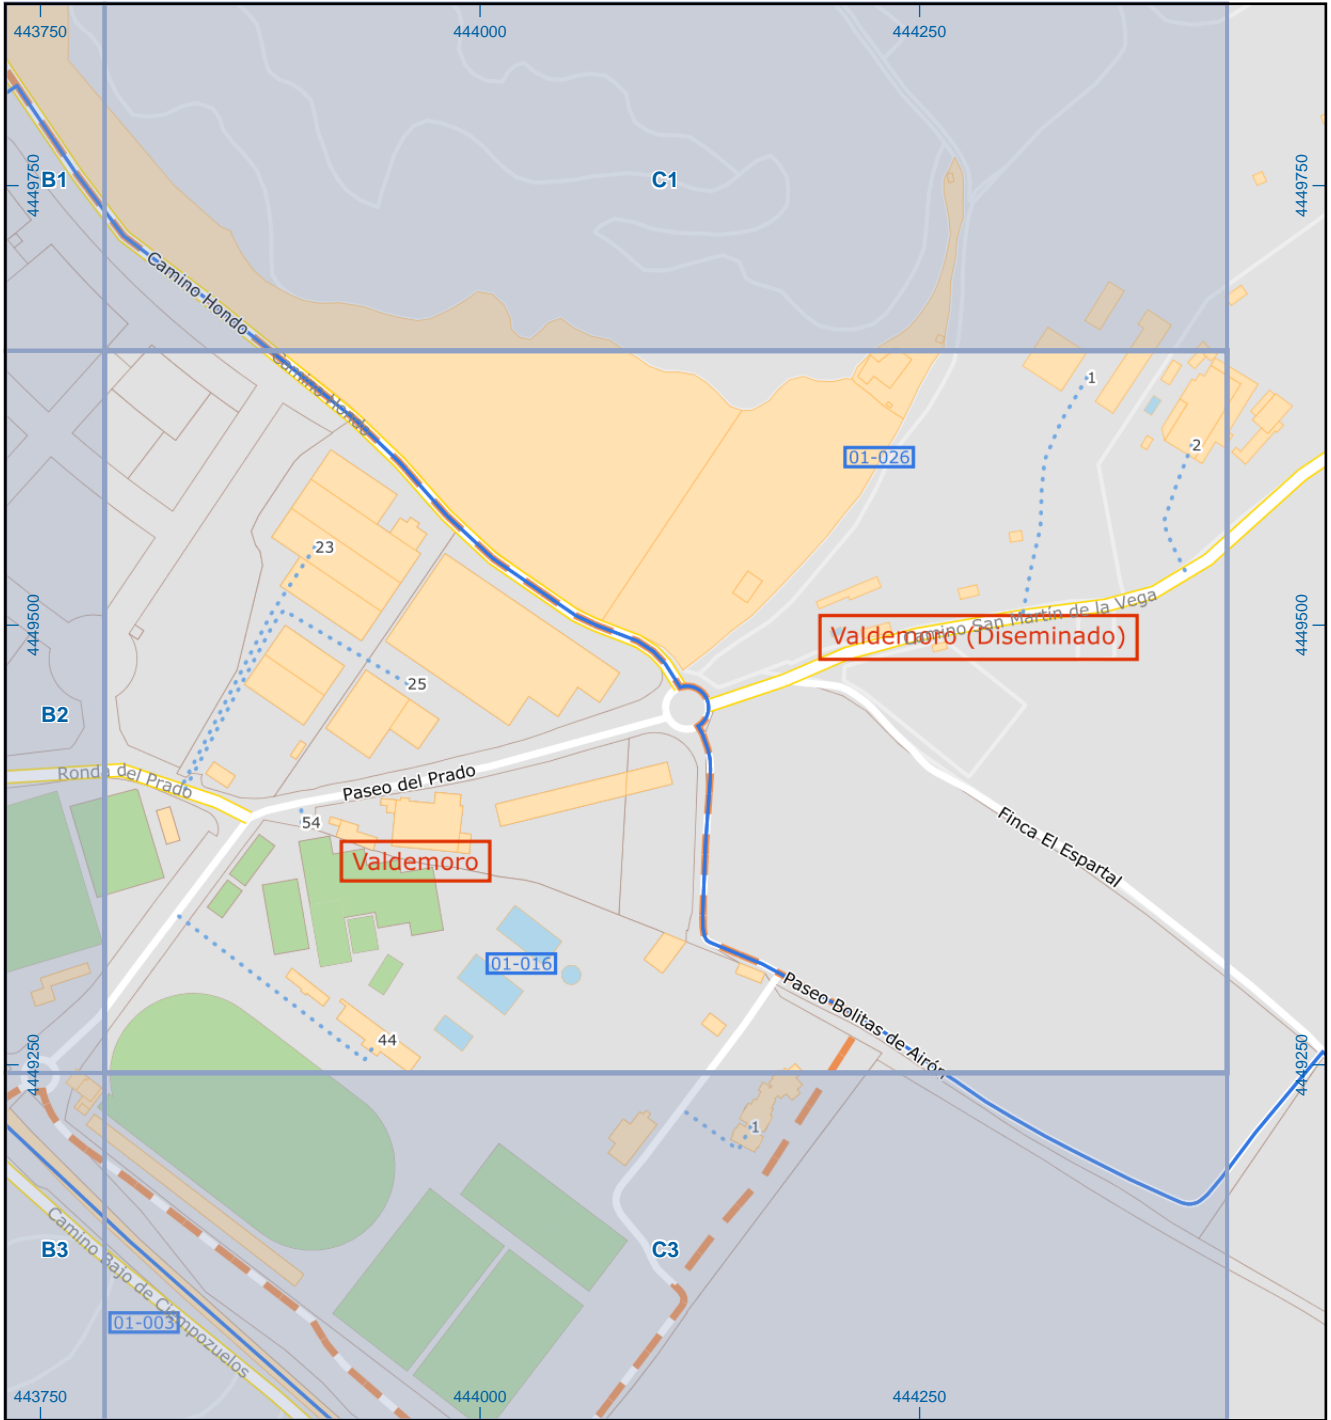 443750
444000
444250
4449750
B1
C1
4449750
Camino Hondo
Camino Hondo
1
01-026
2
23
4449500
4449500
Camino San Martín de la Vega
Valdemoro (Diseminado)
25
B2
Ronda del Prado
Paseo del Prado
54
Finca El Espartal
Valdemoro
01-016
Paseo Bolitas de Airón
44
4449250
4449250
1
B3
C3
Camino Bajo de Cimpozuelos
01-003
443750
444000
444250